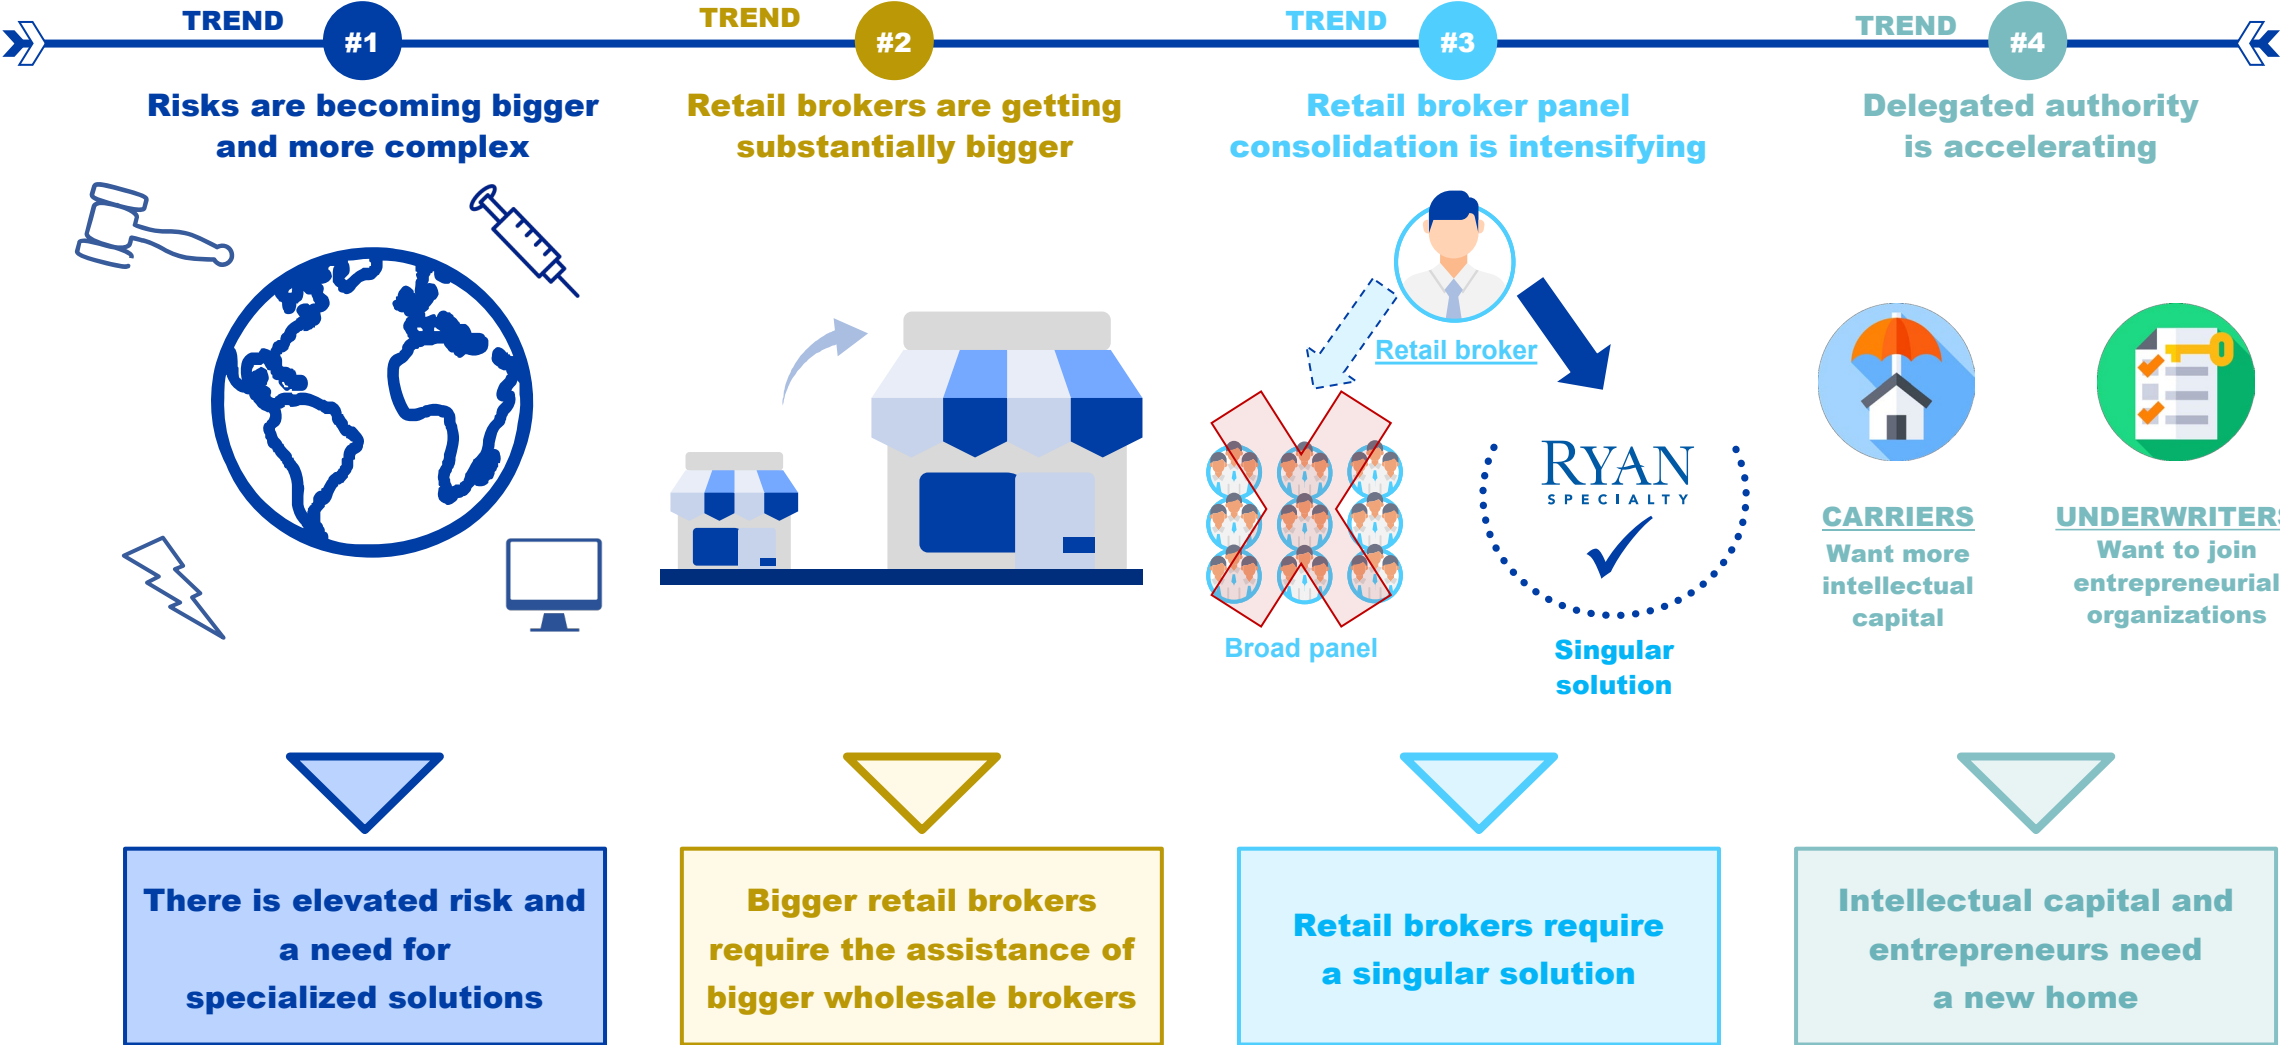 TREND
#1
Risks are becoming bigger
and more complex
There is elevated risk and
a need for
specialized solutions
TREND
#2
Retail brokers are getting
substantially bigger
Bigger retail brokers
require the assistance of
bigger wholesale brokers
TREND
#3
Retail broker panel
consolidation is intensifying
Retail broker
Broad panel
RYAN
SPECIALTY
Singular
solution
Retail brokers require
a singular solution
TREND
#4
Delegated authority
is accelerating
CARRIERS
Want more
intellectual
capital
UNDERWRITERS
Want to join
entrepreneurial
organizations
Intellectual capital and
entrepreneurs need
a new home